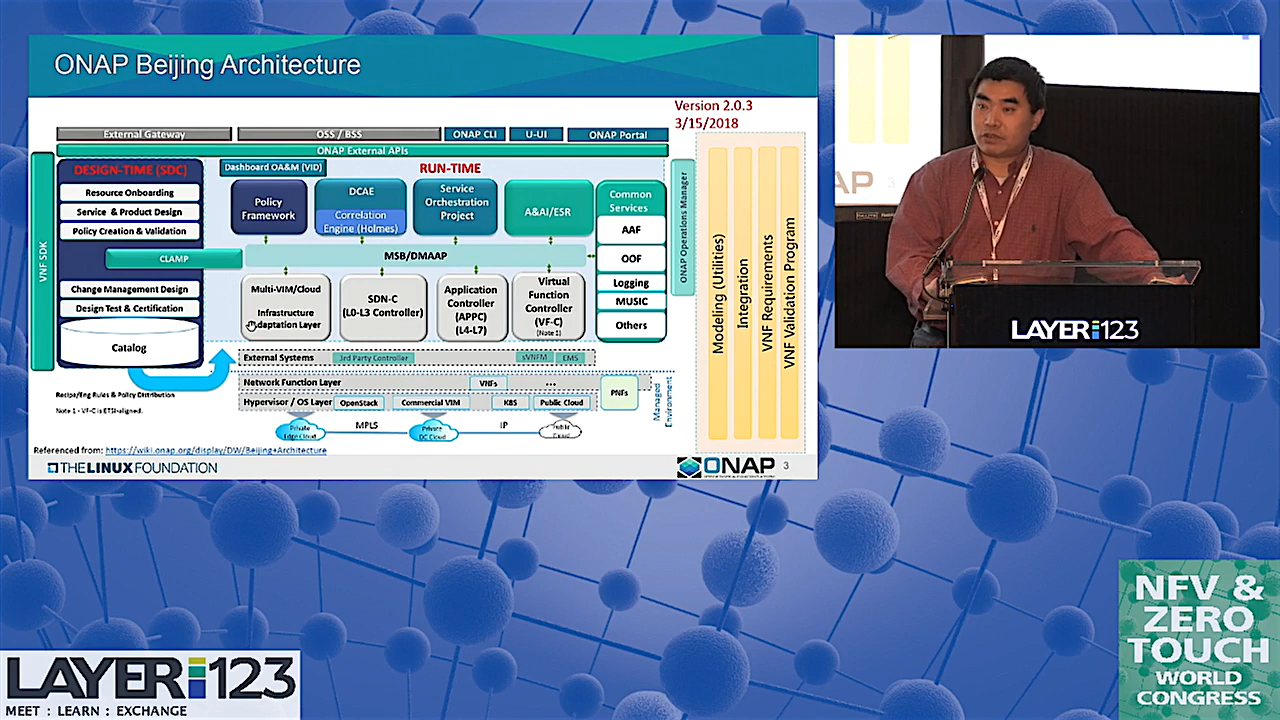 ONAP Beijing Architecture
Version 2.0.3
3/15/2018
External Gateway
OSS / BSS
ONAP CLI
U-UI
ONAP Portal
ONAP External APIs
VNF SDK
DESIGN-TIME (SDC)
Resource Onboarding
Service & Product Design
Policy Creation & Validation
CLAMP
Change Management Design
Design Test & Certification
Catalog
Dashboard OA&M (VID)
RUN-TIME
Policy
Framework
DCAE
Correlation
Engine (Holmes)
Service
Orchestration
Project
A&AI/ESR
Common
Services
AAF
OOF
Logging
MUSIC
Others
MSB/DMAAP
Multi-VIM/Cloud
Infrastructure
Adaptation Layer
SDN-C
(L0-L3 Controller)
Application
Controller
(APPC)
(L4-L7)
Virtual
Function
Controller
(VF-C)
(Note 1)
ONAP Operations Manager
Modeling (Utilities)
Integration
VNF Requirements
VNF Validation Program
External Systems
3rd Party Controller
sVNFM
EMS
Network Function Layer
VNFs
...
PNFs
Hypervisor / OS Layer
OpenStack
Commercial VIM
K8S
Public Cloud
Managed
Environment
Private
Edge Cloud
MPLS
Private
DC Cloud
IP
Public
Cloud
Recipe/Eng Rules & Policy Distribution
Note 1 - VF-C is ETSI-aligned.
Referenced from: https://wiki.onap.org/display/DW/Beijing+Architecture
THE LINUX FOUNDATION
ONAP
3
AP 3
LAYER123
LAYER123
MEET : LEARN : EXCHANGE
NFV &
ZERO
TOUCH
WORLD
CONGRESS